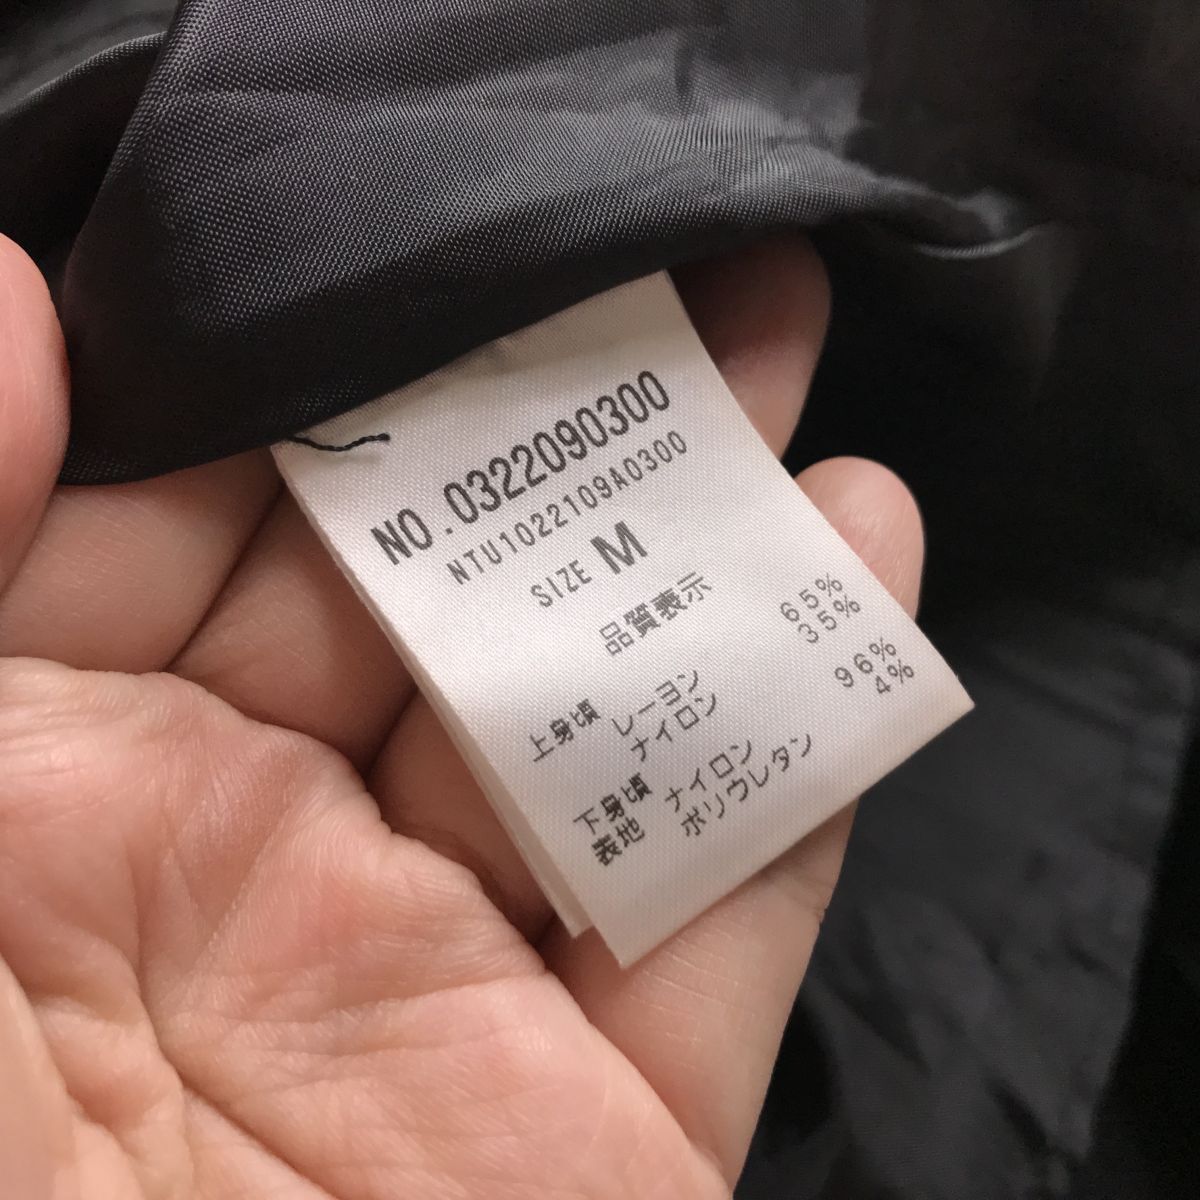 NO.0322090300
NTU1022109A0300
SIZE M
品質表示
上身頃 レーヨン 65%
ナイロン 35%
下身頃 ナイロン 96%
表地 ポリウレタン 4%